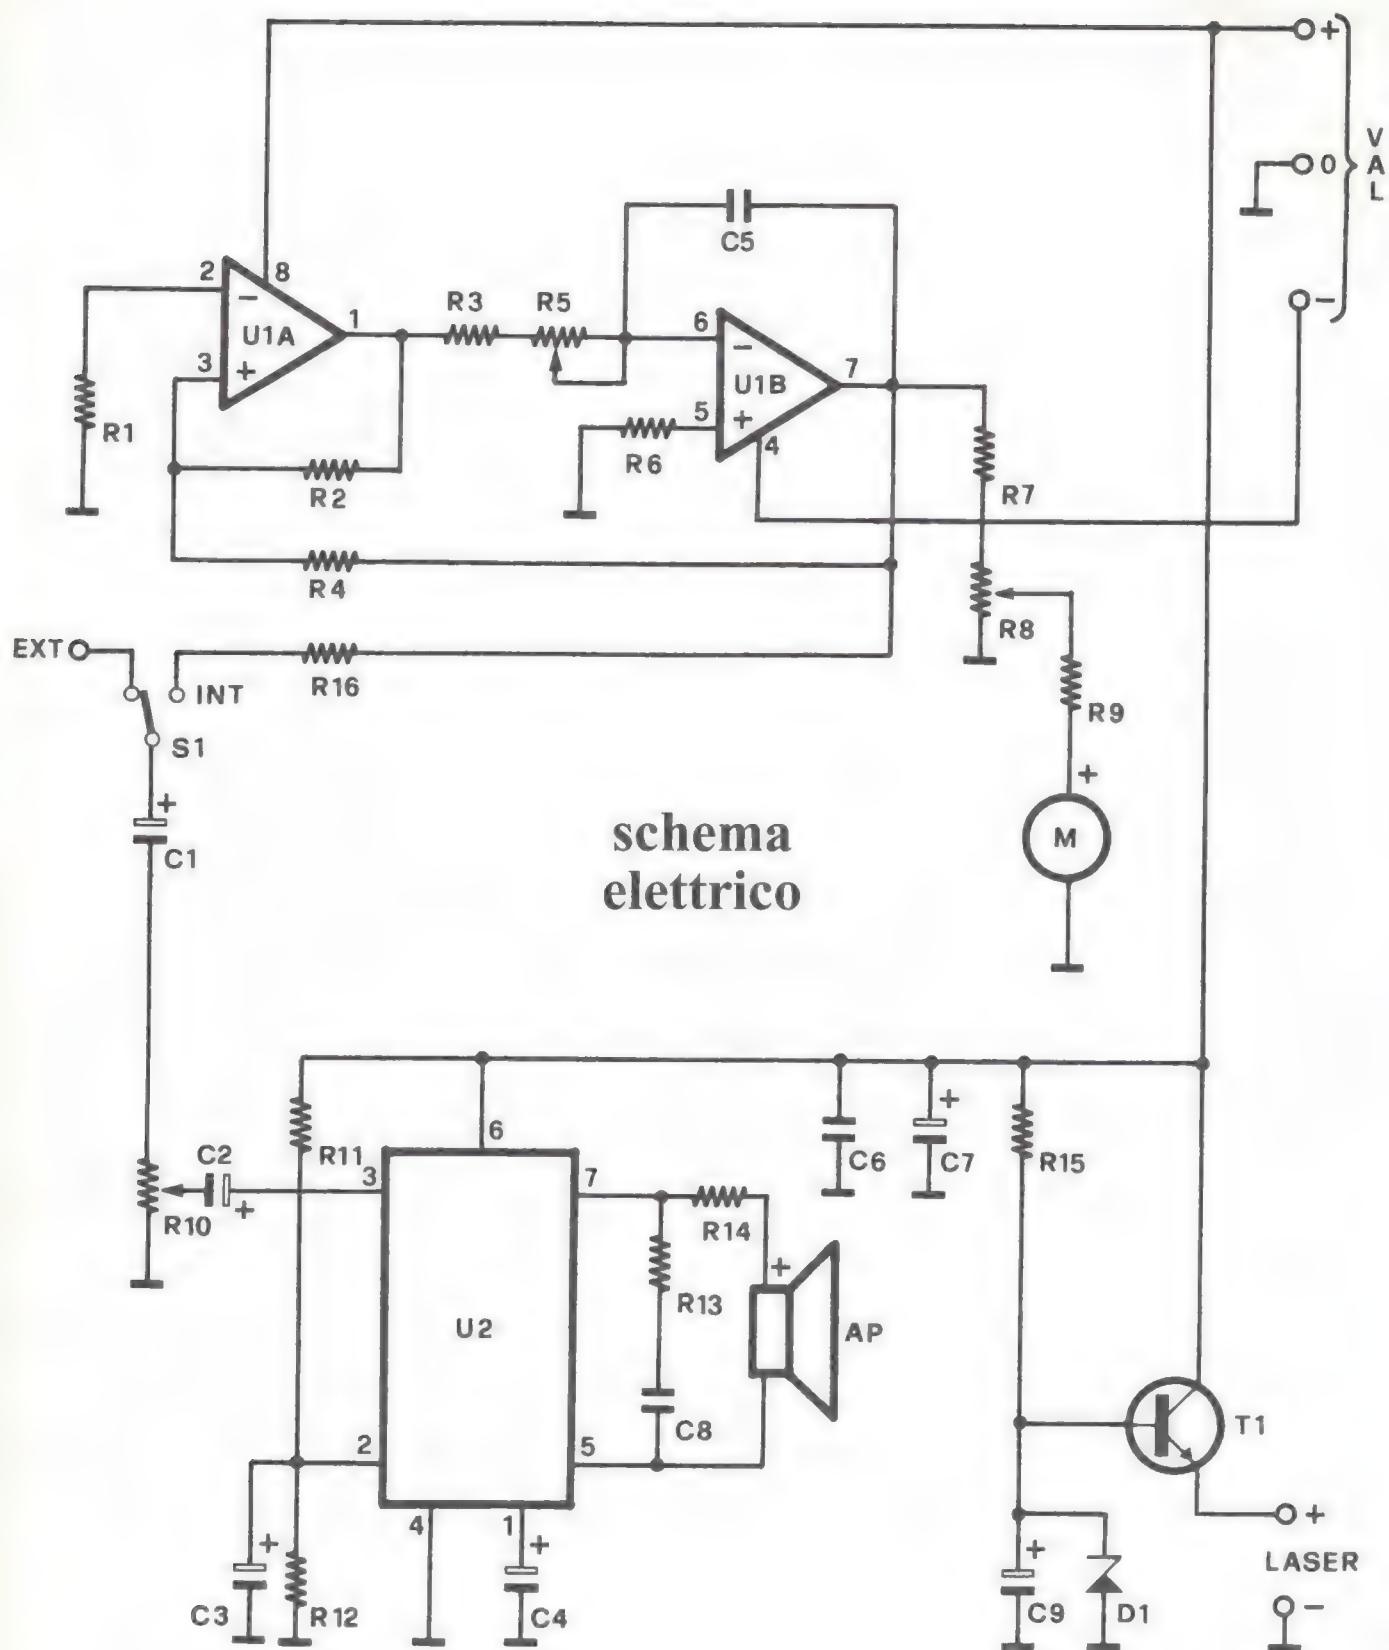 +
V
A
L
0
-
C5
2
8
-
U1A
1
3
+
R3
R5
6
-
U1B
7
5
+
4
R1
R6
R2
R7
R4
R8
EXT
INT
R16
R9
S1
+
C1
+
M
schema
elettrico
6
R11
C2
3
7
+
R10
R14
C6
+
C7
R15
R13
+
U2
AP
C8
2
5
T1
4
1
+
+
+
+
LASER
C3
R12
C4
C9
D1
-